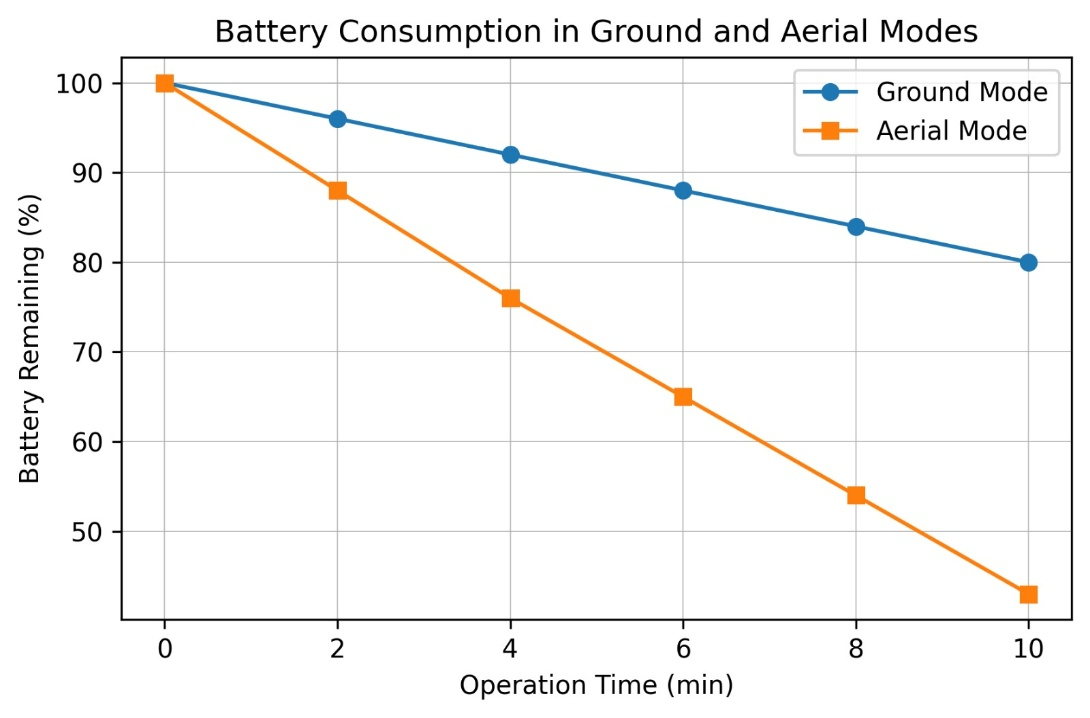 Battery Consumption in Ground and Aerial Modes
Ground Mode
Aerial Mode
100
90
80
70
60
50
Battery Remaining (%)
0 2 4 6 8 10
Operation Time (min)